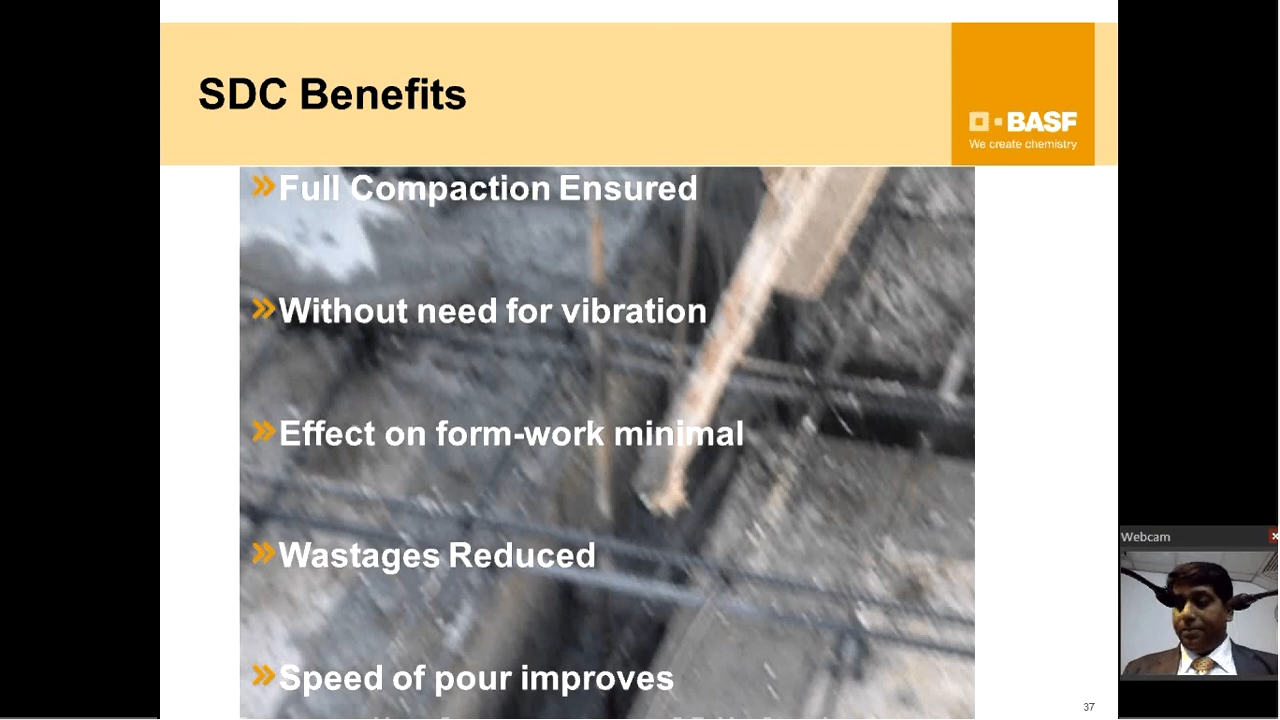 SDC Benefits
BASF
We create chemistry
Full Compaction Ensured
Without need for vibration
Effect on form-work minimal
Wastages Reduced
Speed of pour improves
37
Webcam